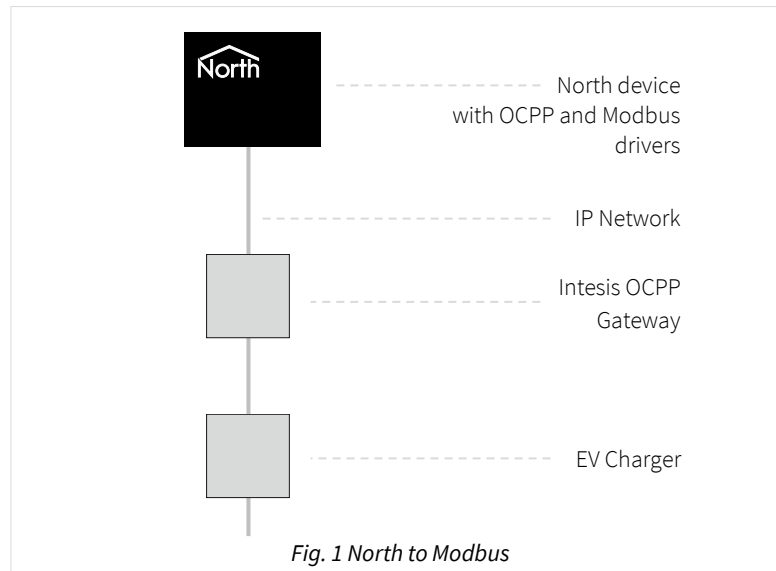 North
North device
with OCPP and Modbus
drivers
IP Network
Intesis OCPP
Gateway
EV Charger
Fig. 1 North to Modbus